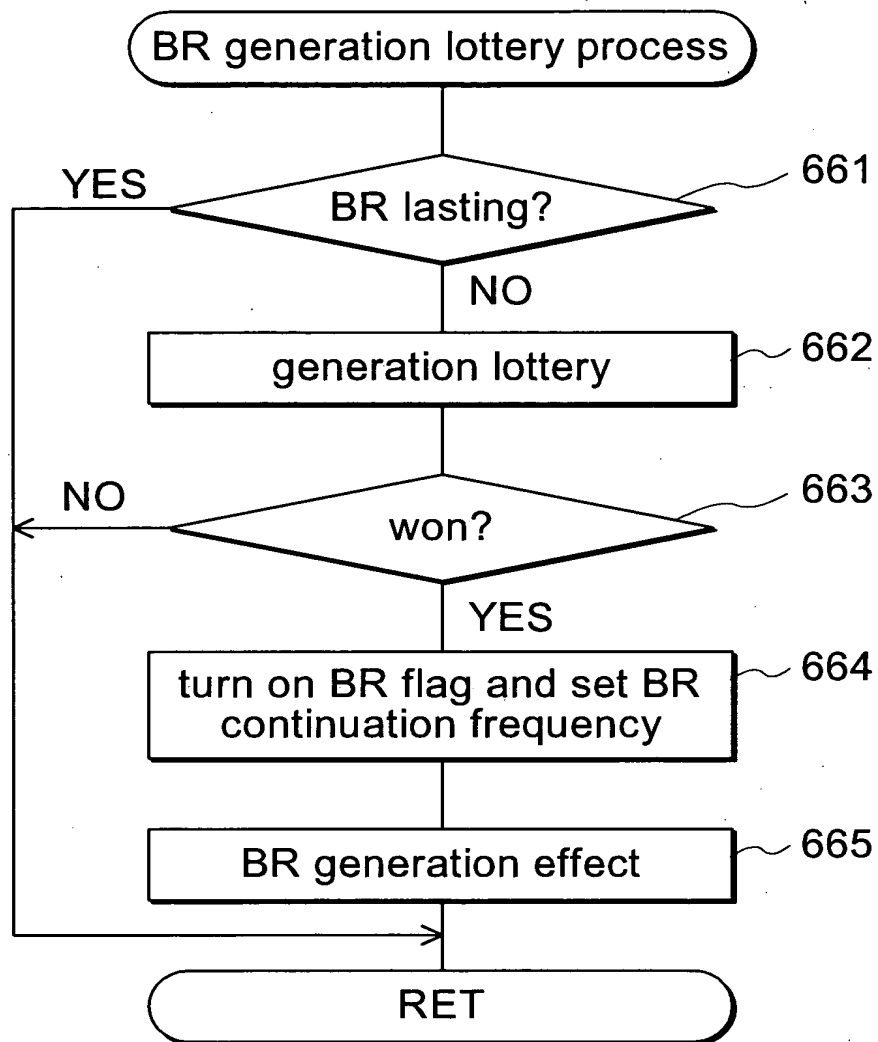 BR generation lottery process
661
YES
BR lasting?
NO
662
generation lottery
663
NO
won?
YES
664
turn on BR flag and set BR
continuation frequency
665
BR generation effect
RET